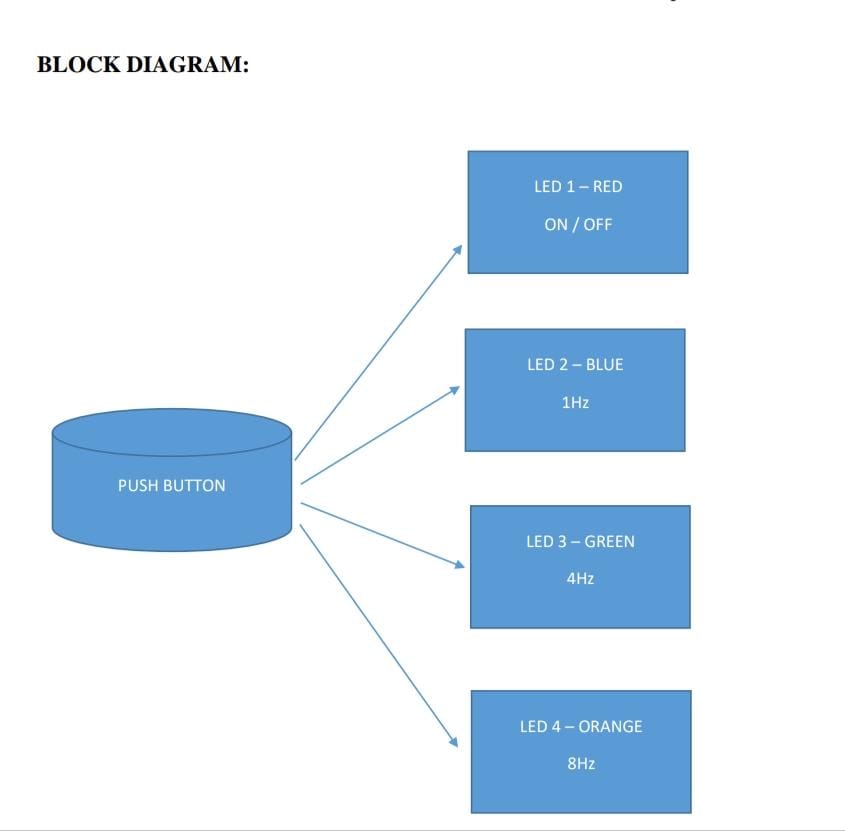 BLOCK DIAGRAM:
LED 1 – RED
ON / OFF
LED 2 – BLUE
1Hz
PUSH BUTTON
LED 3 – GREEN
4Hz
LED 4 – ORANGE
8Hz